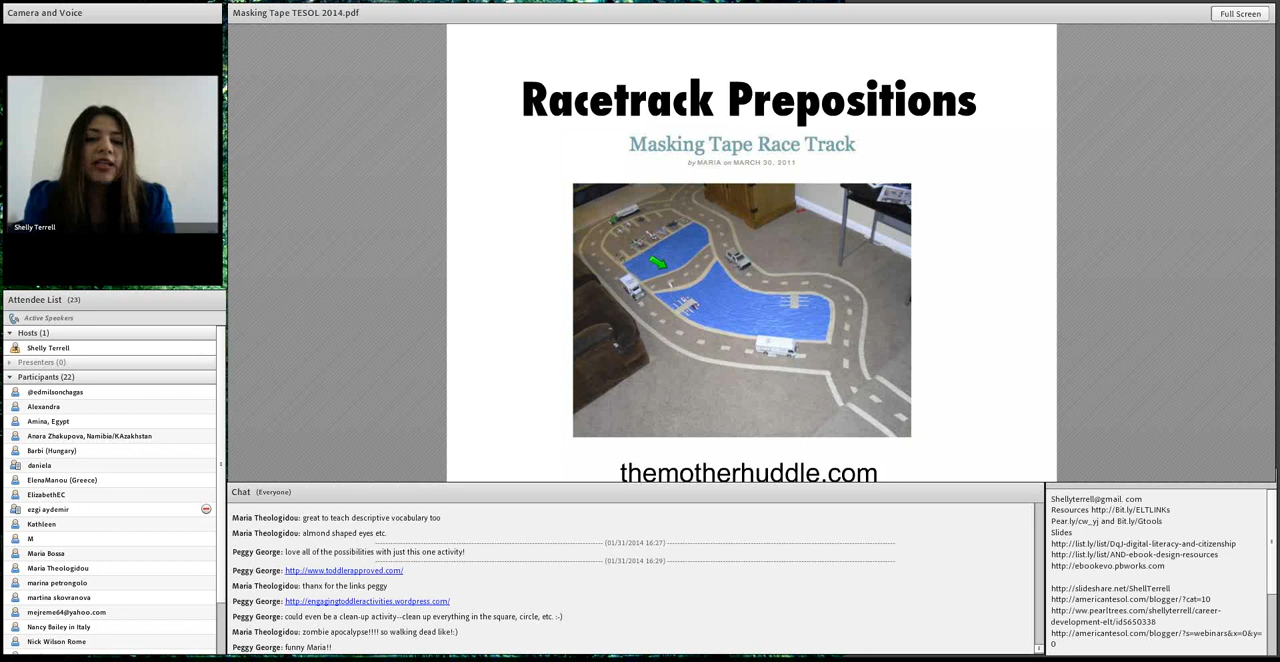 Camera and Voice
Shelly Terrell
Attendee List (23)
Active Speakers
Hosts (1)
Shelly Terrell
Presenters (0)
Participants (22)
@edmilsonchagas
Alexandra
Amina, Egypt
Anara Zhakupova, Namibia/KAzakhstan
Barbi (Hungary)
daniela
ElenaManou (Greece)
ElizabethEC
ezgi aydemir
Kathleen
M
Maria Bossa
Maria Theologidou
marina petrongolo
martina skovranova
mejreme64@yahoo.com
Nancy Bailey in Italy
Nick Wilson Rome
Masking Tape TESOL 2014.pdf
Full Screen
Racetrack Prepositions
Masking Tape Race Track
by MARIA on MARCH 30, 2011
themotherhuddle.com
Chat (Everyone)
Maria Theologidou: great to teach descriptive vocabulary too
Maria Theologidou: almond shaped eyes etc.
(01/31/2014 16:27)
Peggy George: love all of the possibilities with just this one activity!
(01/31/2014 16:29)
Peggy George: http://www.toddlerapproved.com/
Maria Theologidou: thanx for the links peggy
Peggy George: http://engagingtoddleractivities.wordpress.com/
Peggy George: could even be a clean-up activity--clean up everything in the square, circle, etc. :-)
Maria Theologidou: zombie apocalypse!!!! so walking dead like!:)
Peggy George: funny Maria!!
Shellyterrell@gmail. com
Resources http://Bit.ly/ELTLINKs
Pear.ly/cw_yj and Bit.ly/Gtools
Slides
http://list.ly/list/DqJ-digital-literacy-and-citizenship
http://list.ly/list/AND-ebook-design-resources
http://ebookevo.pbworks.com
http://slideshare.net/ShellTerrell
http://americantesol.com/blogger/?cat=10
http://ww.pearltrees.com/shellyterrell/career-
development-elt/id5650338
http://americantesol.com/blogger/?s=webinars&x=0&y=
0